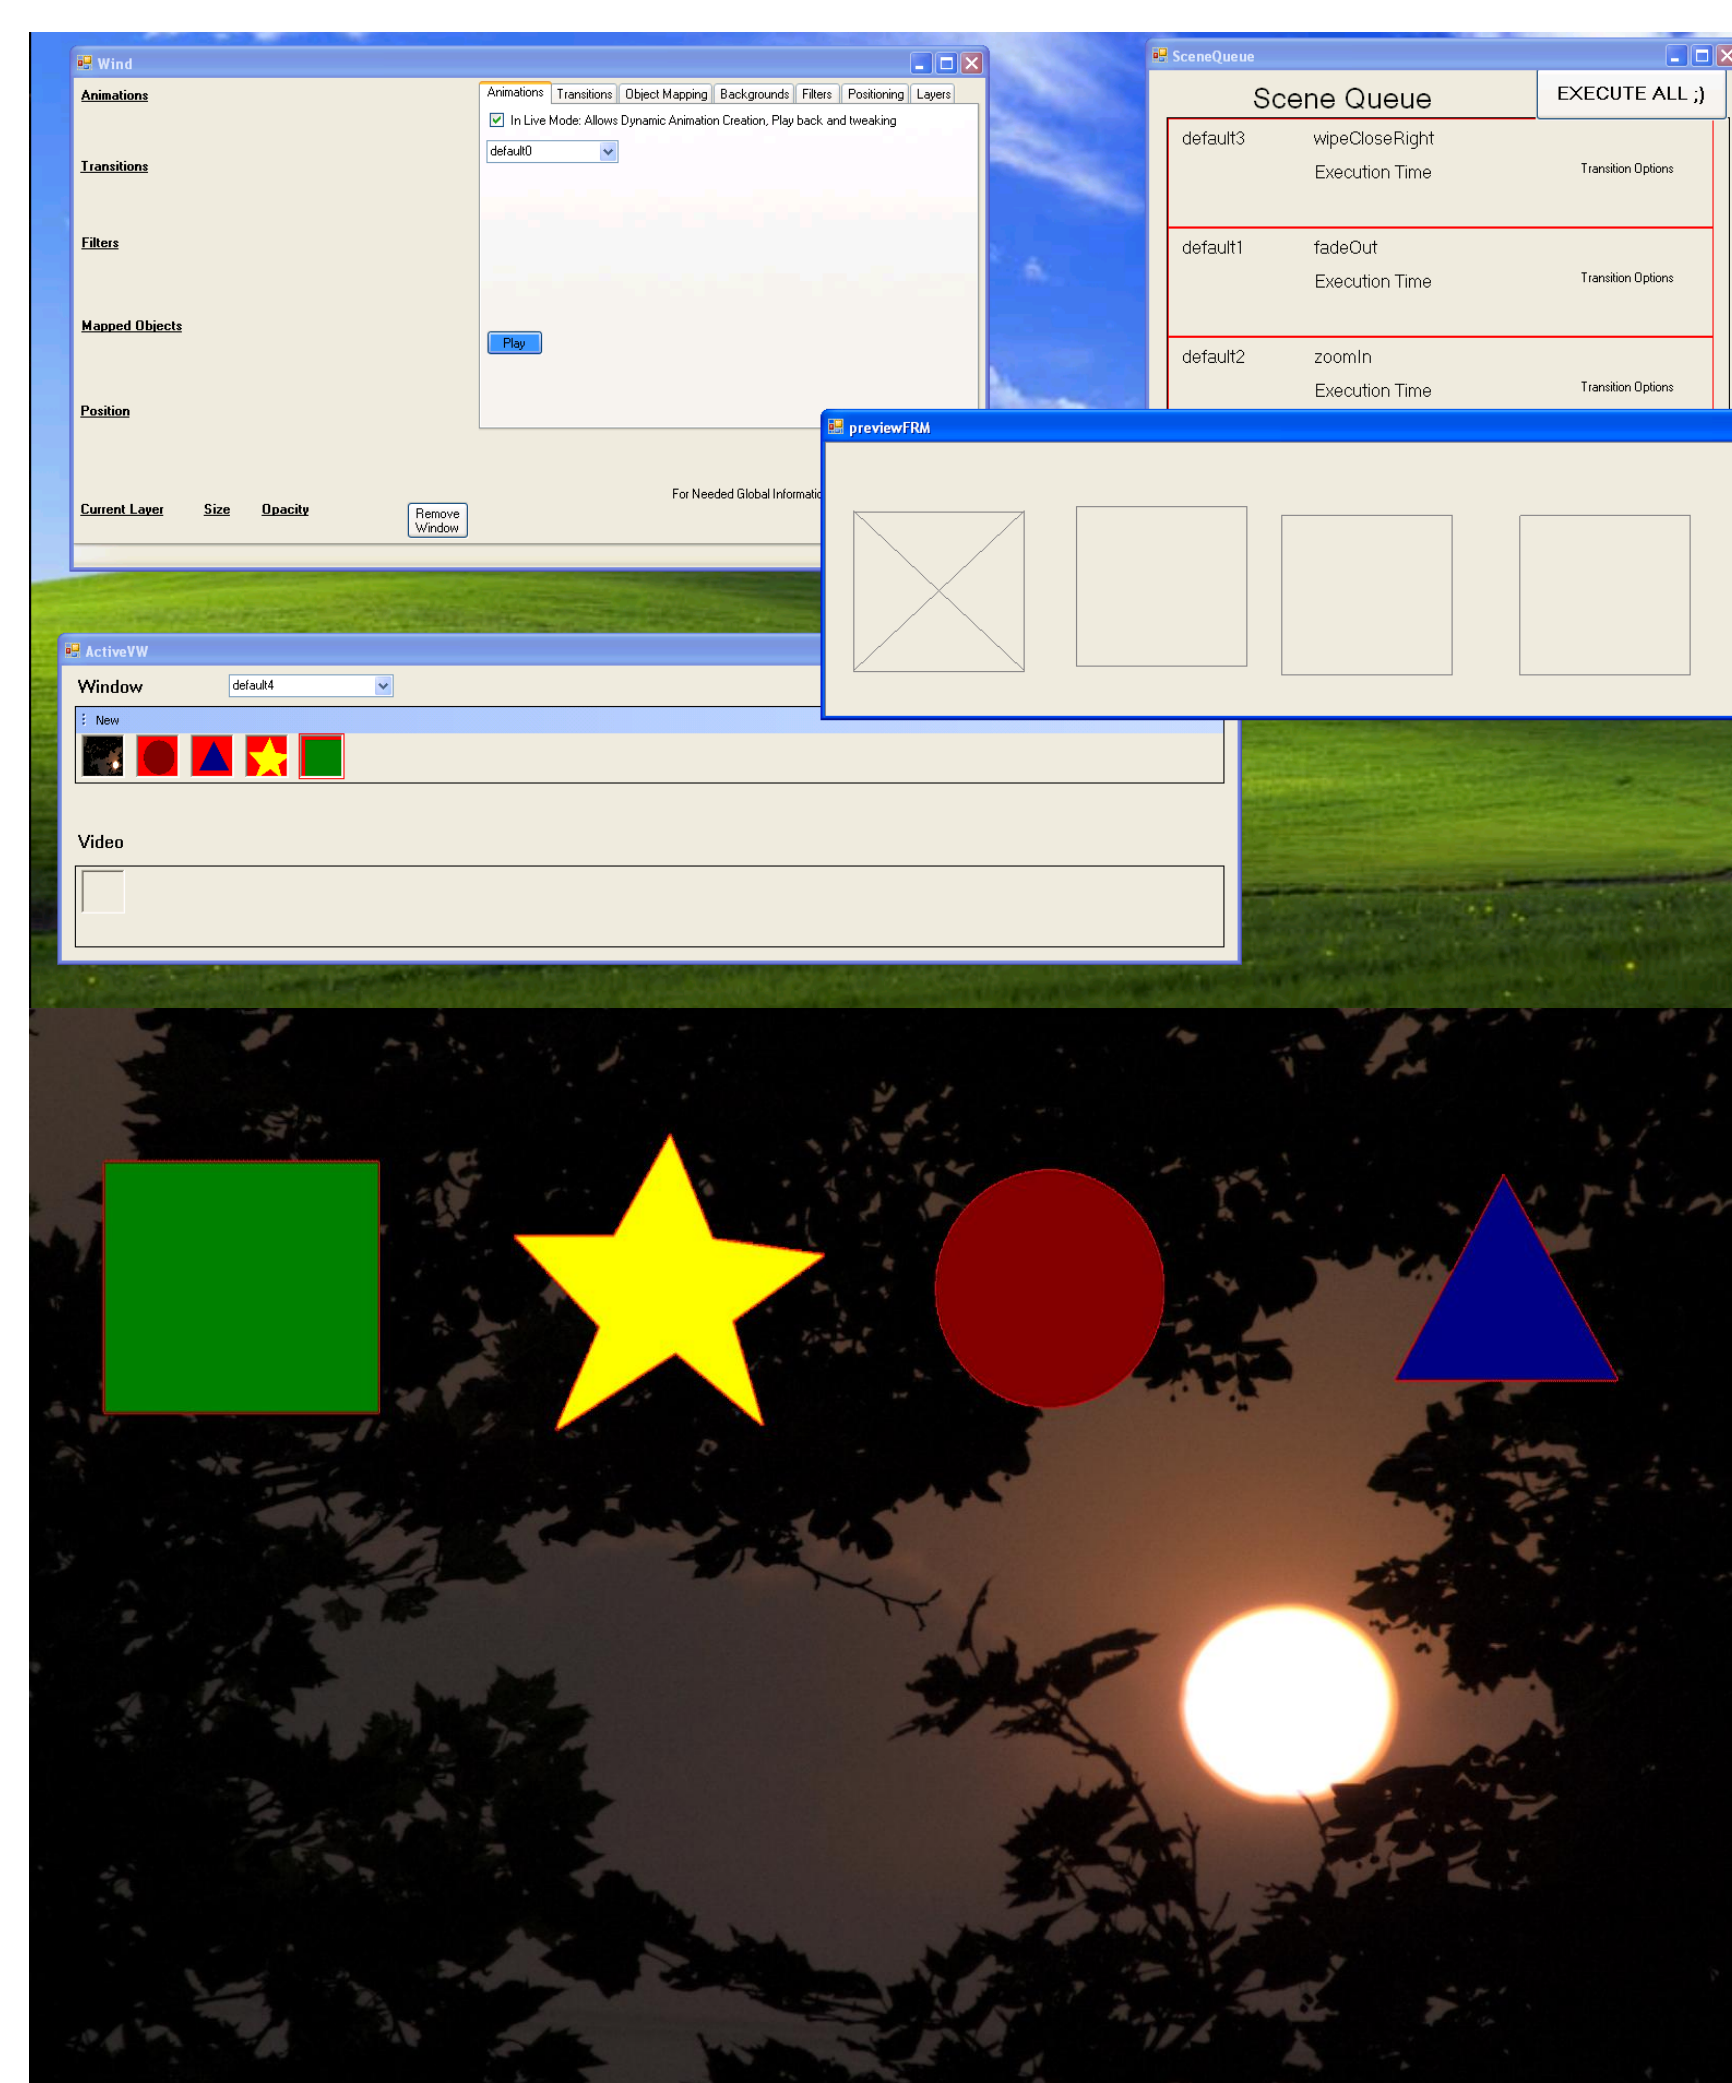 Wind
Animations
Transitions
Filters
Mapped Objects
Position
Current Layer Size Opacity
Remove
Window
Animations Transitions Object Mapping Backgrounds Filters Positioning Layers
In Live Mode: Allows Dynamic Animation Creation, Play back and tweaking
default0
Play
For Needed Global
SceneQueue
Scene Queue
EXECUTE ALL ;)
default3 wipeCloseRight
Execution Time Transition Options
default1 fadeOut
Execution Time Transition Options
default2 zoomIn
Execution Time Transition Options
previewFRM
ActiveVW
Window default4
New
Video